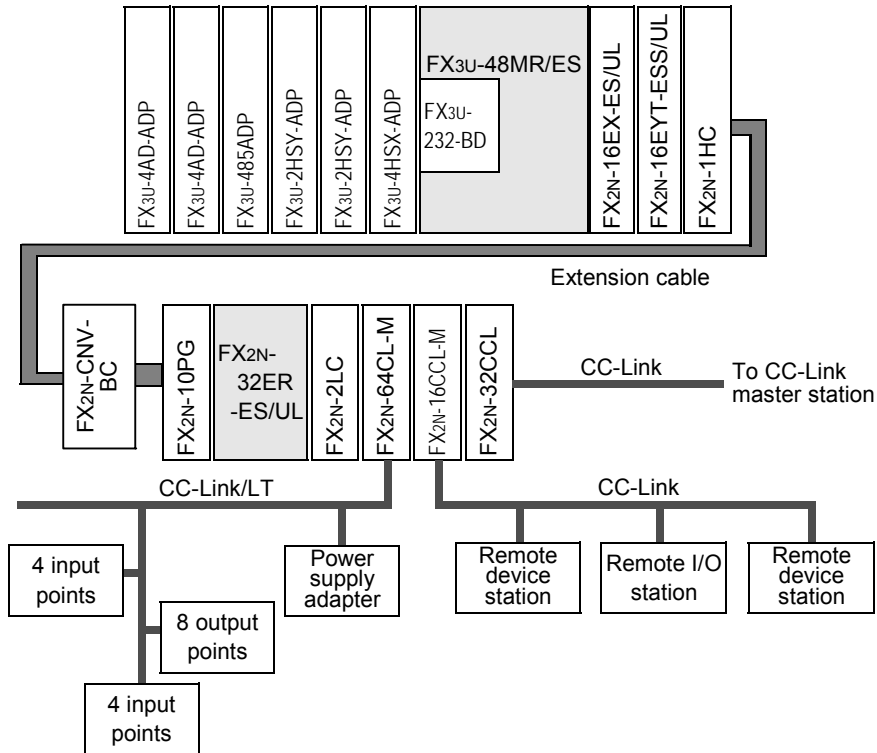 FX3U-4AD-ADP
FX3U-4AD-ADP
FX3U-485ADP
FX3U-2HSY-ADP
FX3U-2HSY-ADP
FX3U-4HSX-ADP
FX3U-48MR/ES
FX3U-
232-BD
FX2N-16EX-ES/UL
FX2N-16EYT-ESS/UL
FX2N-1HC
Extension cable
FX2N-CNV-
BC
FX2N-10PG
FX2N-
32ER
-ES/UL
FX2N-2LC
FX2N-64CL-M
FX2N-16CCL-M
FX2N-32CCL
CC-Link
To CC-Link
master station
CC-Link/LT
CC-Link
4 input
points
8 output
points
4 input
points
Power
supply
adapter
Remote
device
station
Remote I/O
station
Remote
device
station